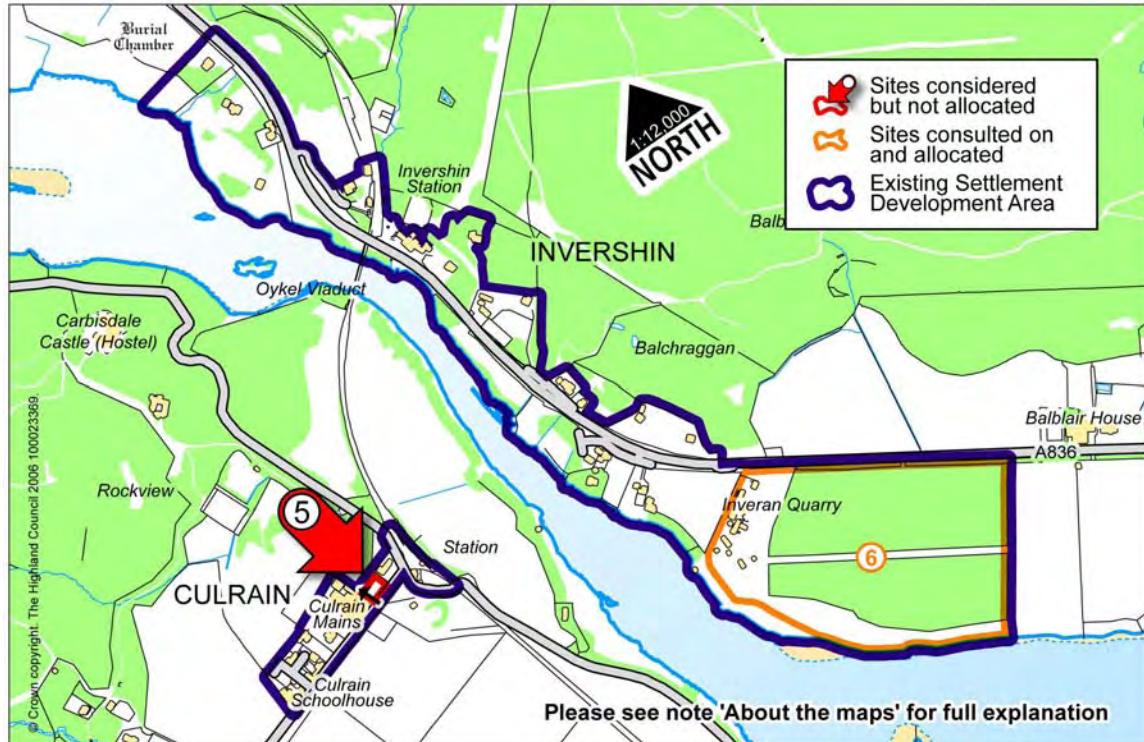 Burial
Chamber
Sites considered
but not allocated
Sites consulted on
and allocated
Existing Settlement
Development Area
1:12,000
NORTH
Invershin
Station
INVERSHIN
Oykel Viaduct
Carbisdale
Castle (Hostel)
Balchraggan
Balblair House
A836
Rockview
5
Station
Inveran Quarry
6
CULRAIN
Culrain
Mains
Culrain
Schoolhouse
© Crown copyright. The Highland Council 2006 100023369.
Please see note 'About the maps' for full explanation